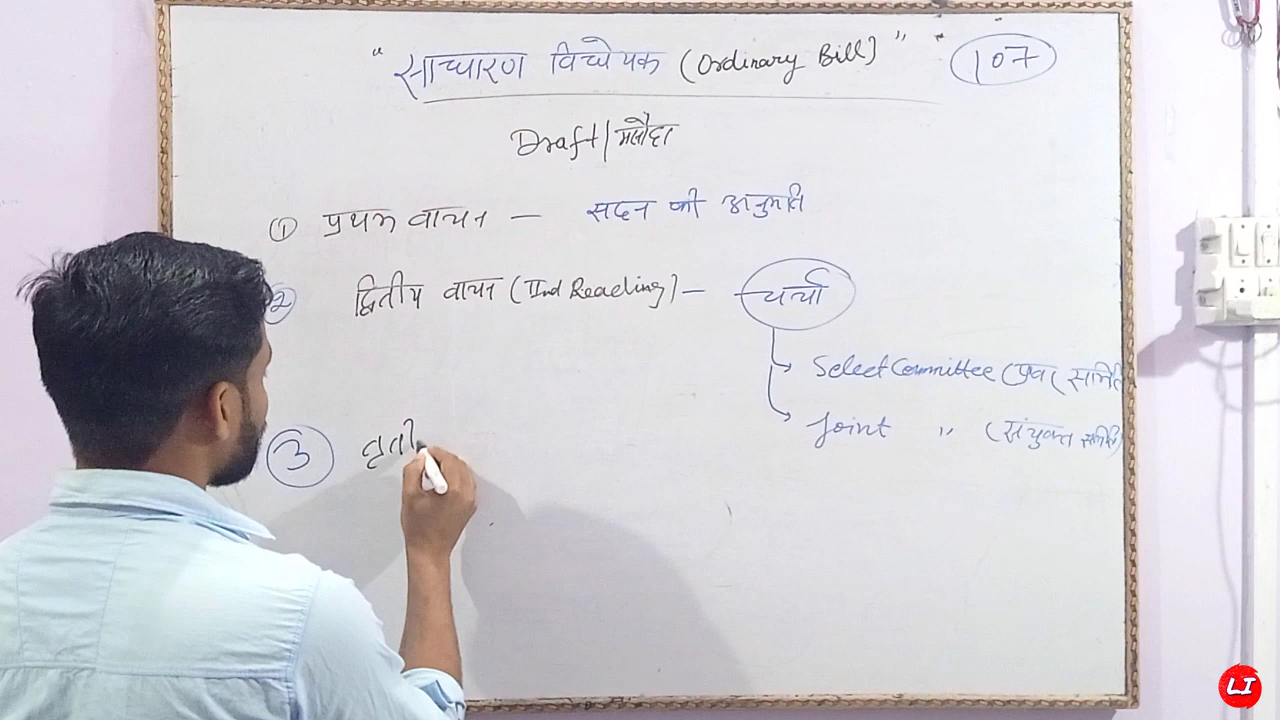 "साधारण विधेयक (Ordinary Bill)"
107
Draft/मसौदा
① प्रथम वाचन – सदन की अनुमति
② द्वितीय वाचन (IInd Reading) – चर्चा
Select Committee (प्रवर समिति
Joint " (संयुक्त समिति)
③ तृती
LI